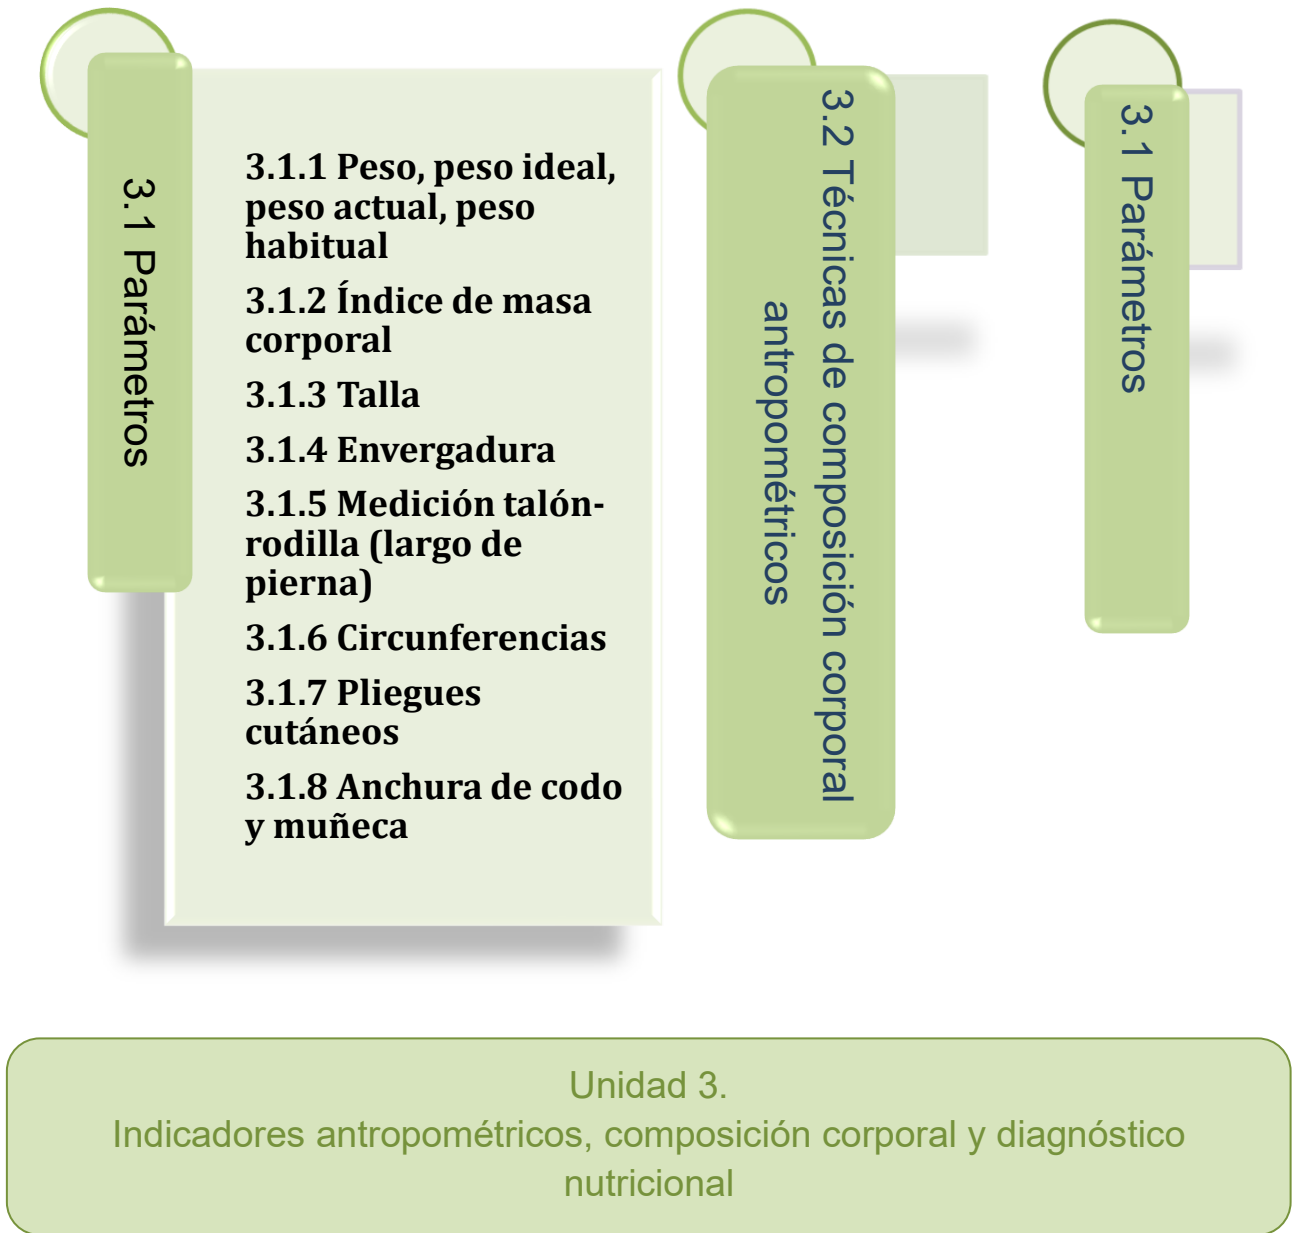 3.1 Parámetros
3.1.1 Peso, peso ideal,
peso actual, peso
habitual
3.1.2 Índice de masa
corporal
3.1.3 Talla
3.1.4 Envergadura
3.1.5 Medición talón-
rodilla (largo de
pierna)
3.1.6 Circunferencias
3.1.7 Pliegues
cutáneos
3.1.8 Anchura de codo
y muñeca
3.2 Técnicas de composición corporal
antropométricos
3.1 Parámetros
Unidad 3.
Indicadores antropométricos, composición corporal y diagnóstico
nutricional